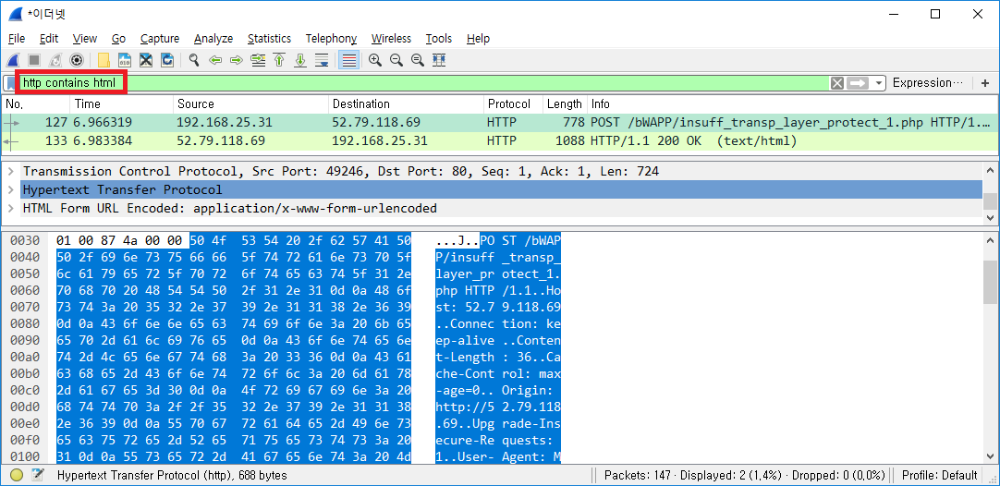 *이더넷
File Edit View Go Capture Analyze Statistics Telephony Wireless Tools Help
http contains html Expression… +
No. Time Source Destination Protocol Length Info
127 6.966319 192.168.25.31 52.79.118.69 HTTP 778 POST /bWAPP/insuff_transp_layer_protect_1.php HTTP/1.…
133 6.983384 52.79.118.69 192.168.25.31 HTTP 1088 HTTP/1.1 200 OK (text/html)
Transmission Control Protocol, Src Port: 49246, Dst Port: 80, Seq: 1, Ack: 1, Len: 724
Hypertext Transfer Protocol
HTML Form URL Encoded: application/x-www-form-urlencoded
0030 01 00 87 4a 00 00 50 4f 53 54 20 2f 62 57 41 50 ...J..PO ST /bWAP
0040 50 2f 69 6e 73 75 66 66 5f 74 72 61 6e 73 70 5f P/insuff _transp_
0050 6c 61 79 65 72 5f 70 72 6f 74 65 63 74 5f 31 2e layer_pr otect_1.
0060 70 68 70 20 48 54 54 50 2f 31 2e 31 0d 0a 48 6f php HTTP /1.1..Ho
0070 73 74 3a 20 35 32 2e 37 39 2e 31 31 38 2e 36 39 st: 52.7 9.118.69
0080 0d 0a 43 6f 6e 6e 65 63 74 69 6f 6e 3a 20 6b 65 ..Connec tion: ke
0090 65 70 2d 61 6c 69 76 65 0d 0a 43 6f 6e 74 65 6e ep-alive ..Conten
00a0 74 2d 4c 65 6e 67 74 68 3a 20 33 36 0d 0a 43 61 t-Length : 36..Ca
00b0 63 68 65 2d 43 6f 6e 74 72 6f 6c 3a 20 6d 61 78 che-Cont rol: max
00c0 2d 61 67 65 3d 30 0d 0a 4f 72 69 67 69 6e 3a 20 -age=0.. Origin:
00d0 68 74 74 70 3a 2f 2f 35 32 2e 37 39 2e 31 31 38 http://5 2.79.118
00e0 2e 36 39 0d 0a 55 70 67 72 61 64 65 2d 49 6e 73 .69..Upg rade-Ins
00f0 65 63 75 72 65 2d 52 65 71 75 65 73 74 73 3a 20 ecure-Re quests:
0100 31 0d 0a 55 73 65 72 2d 41 67 65 6e 74 3a 20 4d 1..User- Agent: M
Hypertext Transfer Protocol (http), 688 bytes Packets: 147 · Displayed: 2 (1.4%) · Dropped: 0 (0.0%) Profile: Default